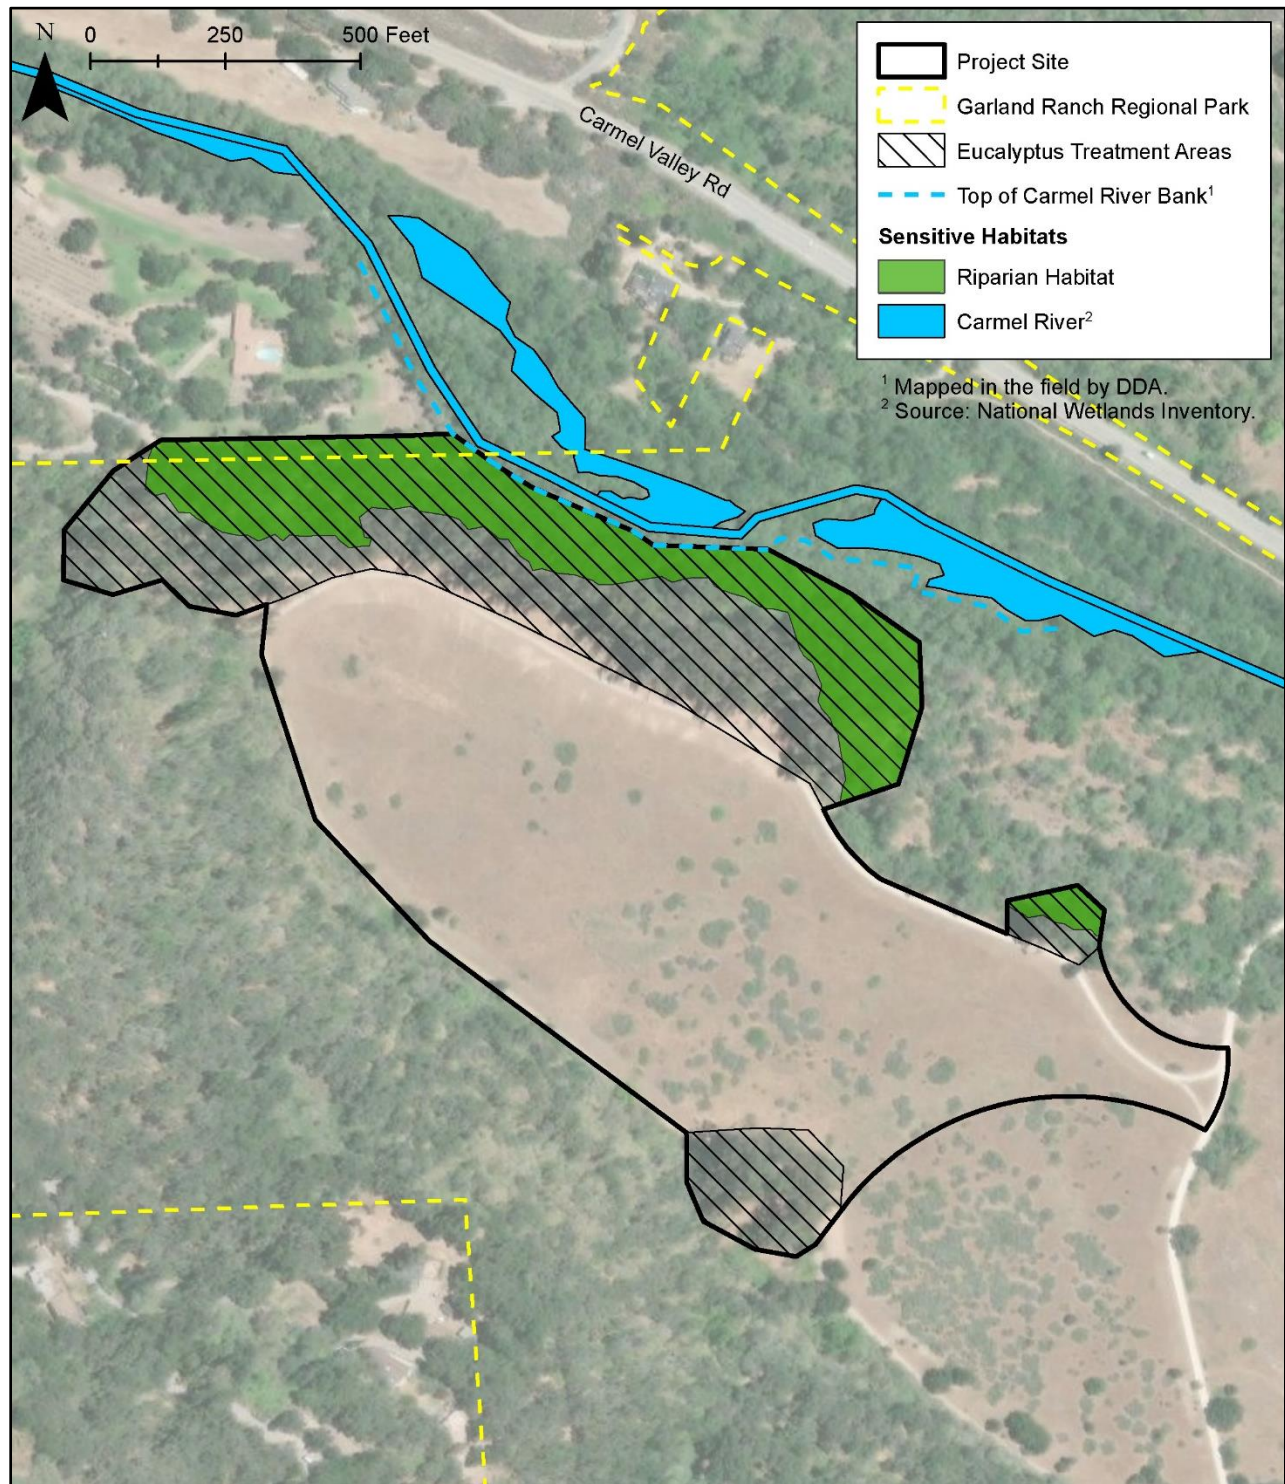 N 0 250 500 Feet
Carmel Valley Rd
Project Site
Garland Ranch Regional Park
Eucalyptus Treatment Areas
Top of Carmel River Bank¹
Sensitive Habitats
Riparian Habitat
Carmel River²
¹ Mapped in the field by DDA.
² Source: National Wetlands Inventory.